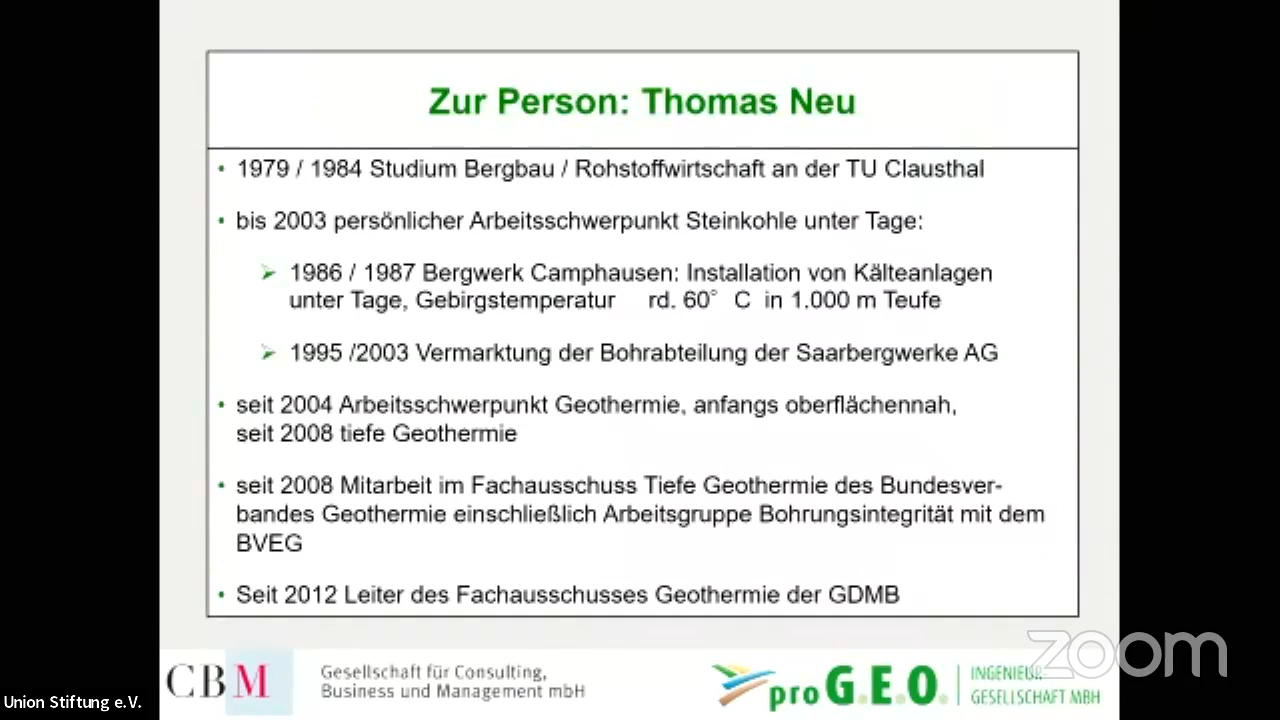 Zur Person: Thomas Neu
• 1979 / 1984 Studium Bergbau / Rohstoffwirtschaft an der TU Clausthal
• bis 2003 persönlicher Arbeitsschwerpunkt Steinkohle unter Tage:
➢ 1986 / 1987 Bergwerk Camphausen: Installation von Kälteanlagen
unter Tage, Gebirgstemperatur rd. 60° C in 1.000 m Teufe
➢ 1995 /2003 Vermarktung der Bohrabteilung der Saarbergwerke AG
• seit 2004 Arbeitsschwerpunkt Geothermie, anfangs oberflächennah,
seit 2008 tiefe Geothermie
• seit 2008 Mitarbeit im Fachausschuss Tiefe Geothermie des Bundesver-
bandes Geothermie einschließlich Arbeitsgruppe Bohrungsintegrität mit dem
BVEG
• Seit 2012 Leiter des Fachausschusses Geothermie der GDMB
zoom
CBM
Gesellschaft für Consulting,
Business und Management mbH
pro G.E.O.
INGENIEUR-
GESELLSCHAFT MBH
Union Stiftung e.V.